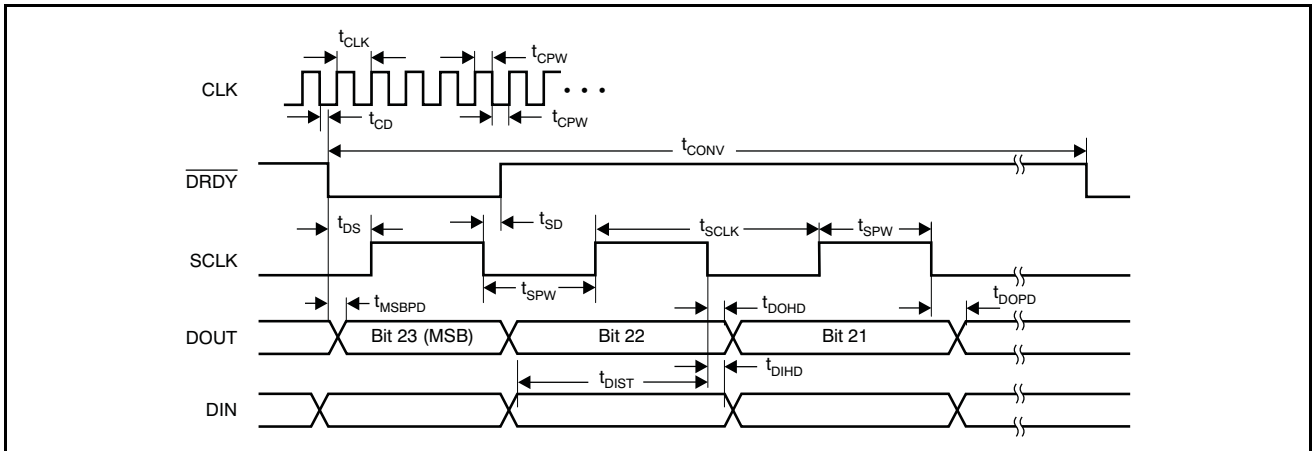 tCLK
tCPW
CLK
• • •
tCD
tCPW
tCONV
DRDY
tDS
tSD
tSCLK
tSPW
SCLK
tSPW
tMSBPD
tDOHD
tDOPD
DOUT
Bit 23 (MSB)
Bit 22
Bit 21
tDIST
tDIHD
DIN